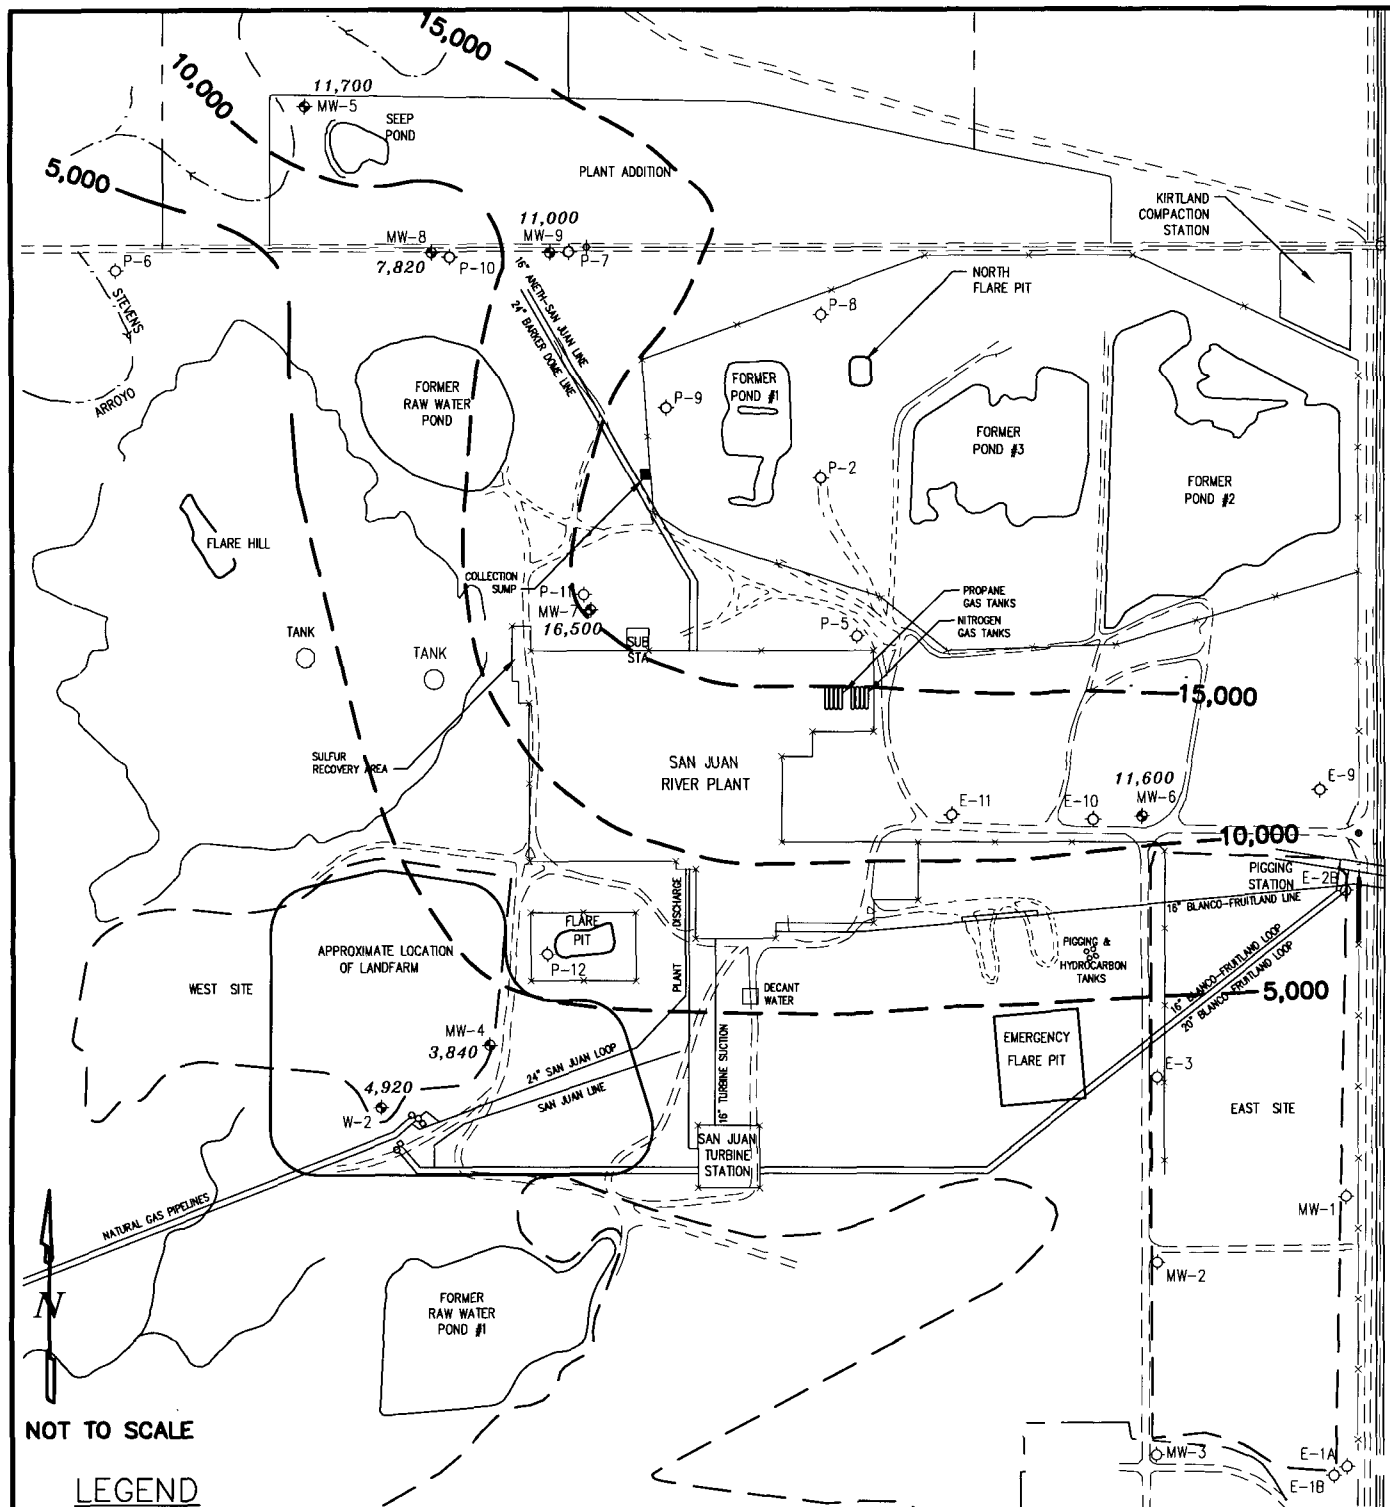 15,000
10,000
11,700
MW-5
SEEP
POND
5,000
PLANT ADDITION
KIRTLAND
COMPACTION
STATION
11,000
MW-8
MW-9
P-6
7,820
P-10
P-7
NORTH
FLARE PIT
STEVENS
ARROYO
16" ANETH-SAN JUAN LINE
24" BARKER DOME LINE
P-8
FORMER
RAW WATER
POND
FORMER
POND #1
P-9
FORMER
POND #3
P-2
FORMER
POND #2
FLARE HILL
COLLECTION
SUMP
P-11
MW-7
16,500
PROPANE
GAS TANKS
NITROGEN
GAS TANKS
P-5
SUB
STA
TANK
TANK
15,000
SULFUR
RECOVERY AREA
SAN JUAN
RIVER PLANT
11,600
MW-6
E-9
E-11
E-10
10,000
PIGGING
STATION
E-2B
16" BLANCO-FRUITLAND LINE
DISCHARGE
PLANT
FLARE
PIT
P-12
APPROXIMATE LOCATION
OF LANDFARM
WEST SITE
PIGGING &
HYDROCARBON
TANKS
16" BLANCO-FRUITLAND LOOP
20" BLANCO-FRUITLAND LOOP
DECANT
WATER
5,000
MW-4
3,840
EMERGENCY
FLARE PIT
24" SAN JUAN LOOP
SAN JUAN LINE
16" TURBINE SUCTION
E-3
4,920
W-2
EAST SITE
SAN JUAN
TURBINE
STATION
NATURAL GAS PIPELINES
MW-1
MW-2
N
FORMER
RAW WATER
POND #1
NOT TO SCALE
MW-3
E-1A
E-1B
LEGEND